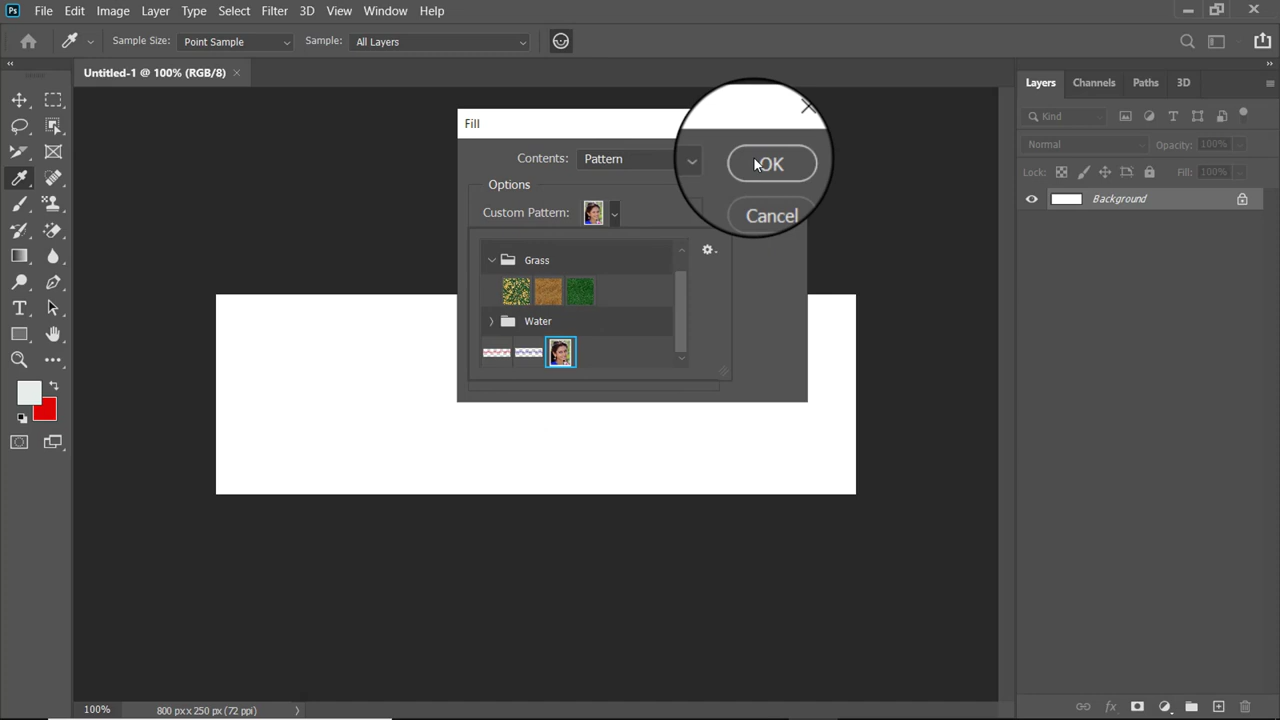 Ps File Edit Image Layer Type Select Filter 3D View Window Help
Sample Size: Point Sample Sample: All Layers
Untitled-1 @ 100% (RGB/8)
Layers Channels Paths 3D
Fill
Kind
Normal Opacity: 100%
Contents: Pattern
OK
Lock: Fill: 100%
Options
Background
Custom Pattern:
Cancel
Grass
Water
T
100% 800 px x 250 px (72 ppi)
fx